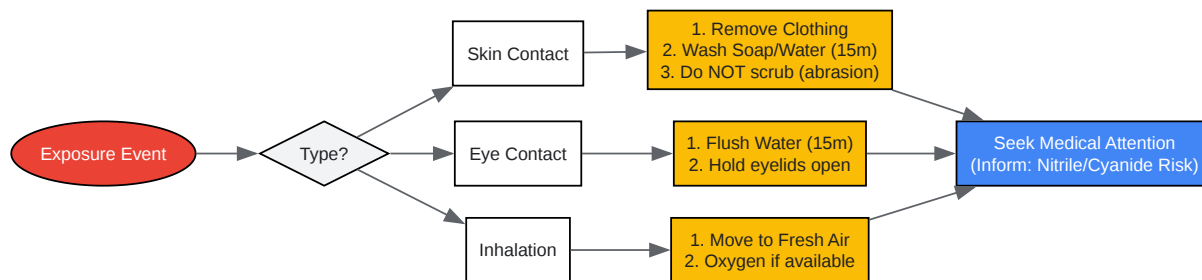 Exposure Event
Type?
Skin Contact
1. Remove Clothing
2. Wash Soap/Water (15m)
3. Do NOT scrub (abrasion)
Eye Contact
1. Flush Water (15m)
2. Hold eyelids open
Inhalation
1. Move to Fresh Air
2. Oxygen if available
Seek Medical Attention
(Inform: Nitrile/Cyanide Risk)